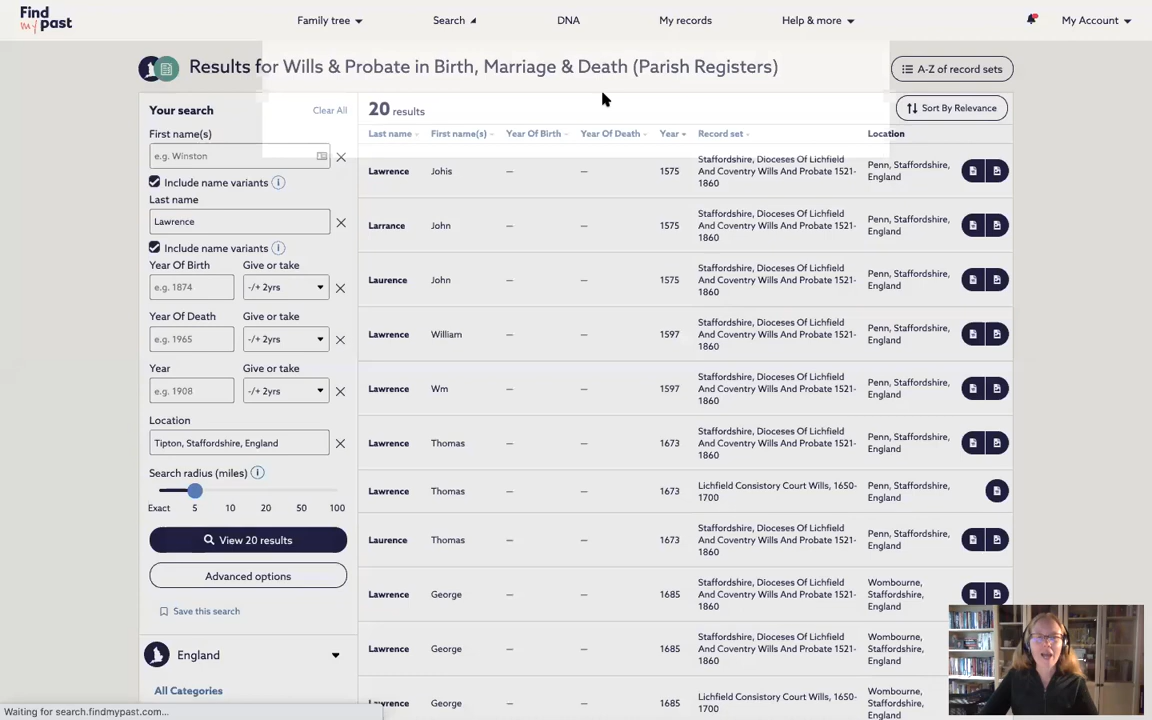 Find my past
Family tree
Search
DNA
My records
Help & more
My Account
Results for Wills & Probate in Birth, Marriage & Death (Parish Registers)
A-Z of record sets
Your search
Clear All
First name(s)
e.g. Winston
Include name variants
Last name
Lawrence
Include name variants
Year Of Birth Give or take
e.g. 1874 -/+ 2yrs
Year Of Death Give or take
e.g. 1965 -/+ 2yrs
Year Give or take
e.g. 1908 -/+ 2yrs
Location
Tipton, Staffordshire, England
Search radius (miles)
Exact 5 10 20 50 100
View 20 results
Advanced options
Save this search
England
All Categories
20 results
Sort By Relevance
Last name First name(s) Year Of Birth Year Of Death Year Record set Location
Lawrence Johis – – 1575 Staffordshire, Dioceses Of Lichfield And Coventry Wills And Probate 1521-1860 Penn, Staffordshire, England
Larrance John – – 1575 Staffordshire, Dioceses Of Lichfield And Coventry Wills And Probate 1521-1860 Penn, Staffordshire, England
Laurence John – – 1575 Staffordshire, Dioceses Of Lichfield And Coventry Wills And Probate 1521-1860 Penn, Staffordshire, England
Lawrence William – – 1597 Staffordshire, Dioceses Of Lichfield And Coventry Wills And Probate 1521-1860 Penn, Staffordshire, England
Lawrence Wm – – 1597 Staffordshire, Dioceses Of Lichfield And Coventry Wills And Probate 1521-1860 Penn, Staffordshire, England
Lawrence Thomas – – 1673 Staffordshire, Dioceses Of Lichfield And Coventry Wills And Probate 1521-1860 Penn, Staffordshire, England
Lawrence Thomas – – 1673 Lichfield Consistory Court Wills, 1650-1700 Penn, Staffordshire, England
Laurence Thomas – – 1673 Staffordshire, Dioceses Of Lichfield And Coventry Wills And Probate 1521-1860 Penn, Staffordshire, England
Lawrence George – – 1685 Staffordshire, Dioceses Of Lichfield And Coventry Wills And Probate 1521-1860 Wombourne, Staffordshire, England
Lawrence George – – 1685 Staffordshire, Dioceses Of Lichfield And Coventry Wills And Probate 1521-1860 Wombourne, Staffordshire, England
Lawrence George – – 1685 Lichfield Consistory Court Wills, 1650-1700 Wombourne, Staffordshire,
Waiting for search.findmypast.com...